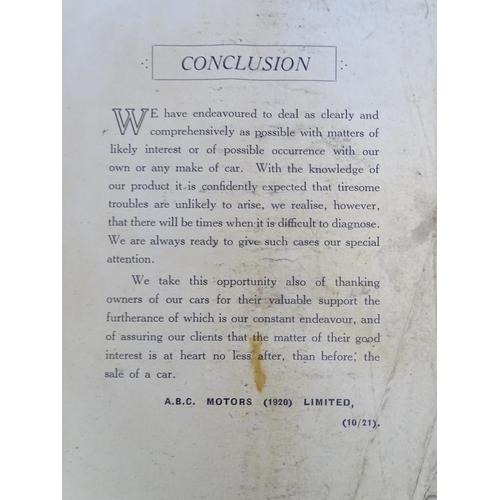 CONCLUSION
WE have endeavoured to deal as clearly and
comprehensively as possible with matters of
likely interest or of possible occurrence with our
own or any make of car. With the knowledge of
our product it is confidently expected that tiresome
troubles are unlikely to arise, we realise, however,
that there will be times when it is difficult to diagnose.
We are always ready to give such cases our special
attention.
We take this opportunity also of thanking
owners of our cars for their valuable support the
furtherance of which is our constant endeavour, and
of assuring our clients that the matter of their good
interest is at heart no less after, than before, the
sale of a car.
A.B.C. MOTORS (1920) LIMITED,
(10/21).